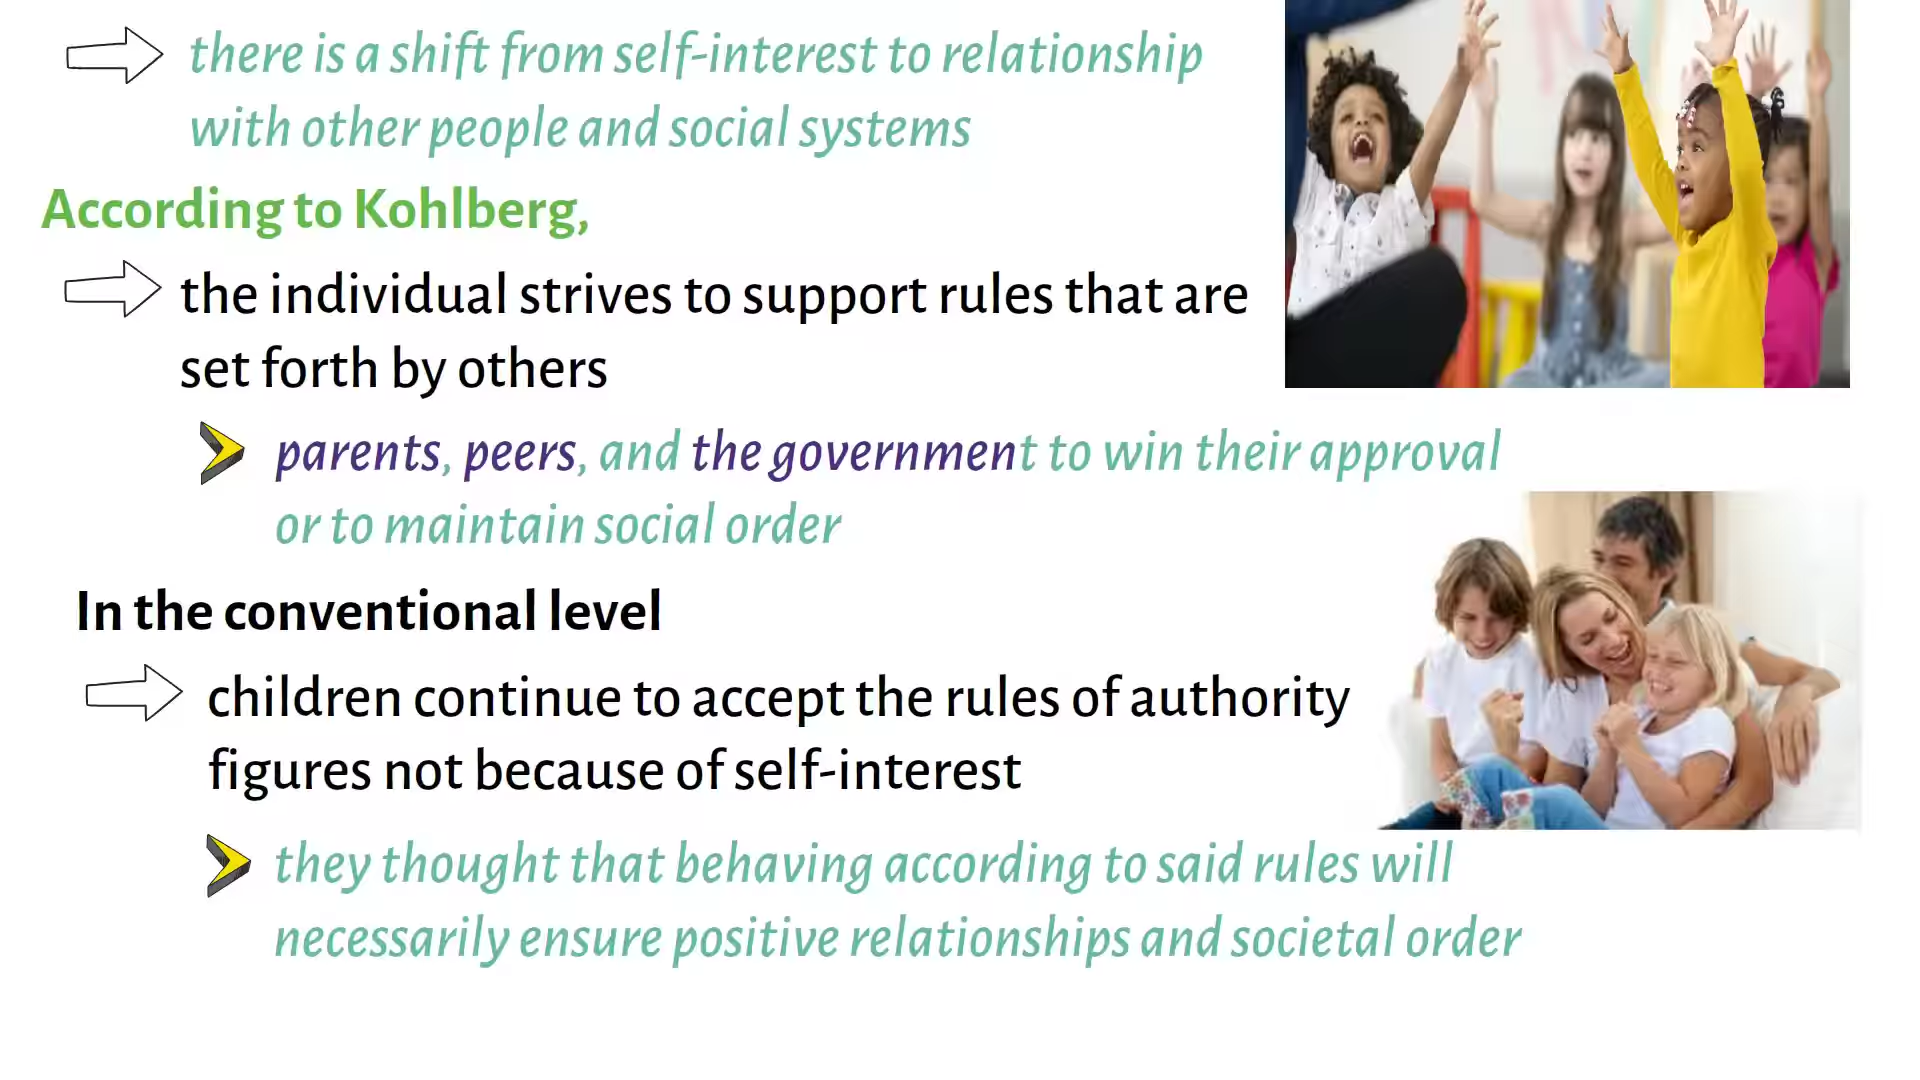 there is a shift from self-interest to relationship
with other people and social systems
According to Kohlberg,
the individual strives to support rules that are
set forth by others
parents, peers, and the government to win their approval
or to maintain social order
In the conventional level
children continue to accept the rules of authority
figures not because of self-interest
they thought that behaving according to said rules will
necessarily ensure positive relationships and societal order